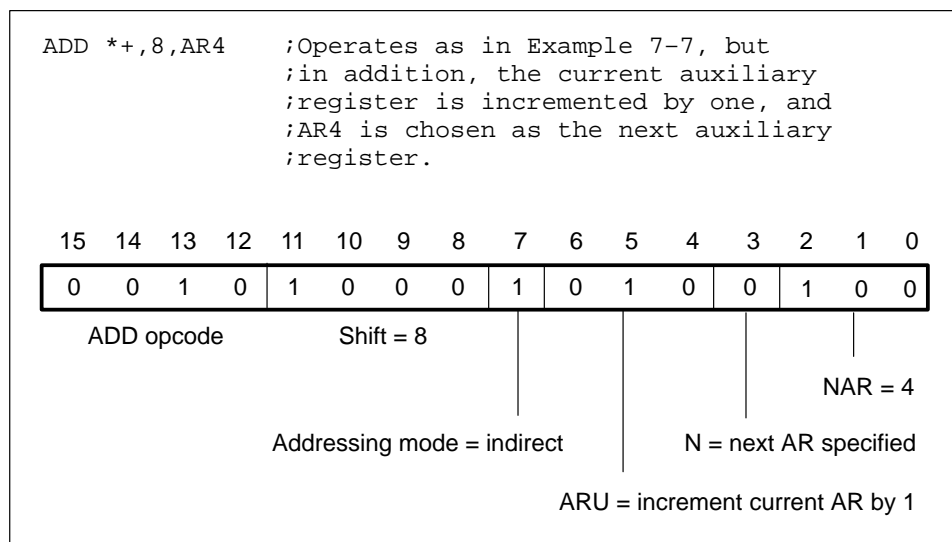 ADD *+,8,AR4 ;Operates as in Example 7–7, but
;in addition, the current auxiliary
;register is incremented by one, and
;AR4 is chosen as the next auxiliary
;register.
15 14 13 12 11 10 9 8 7 6 5 4 3 2 1 0
0 0 1 0 1 0 0 0 1 0 1 0 0 1 0 0
ADD opcode Shift = 8
NAR = 4
Addressing mode = indirect N = next AR specified
ARU = increment current AR by 1